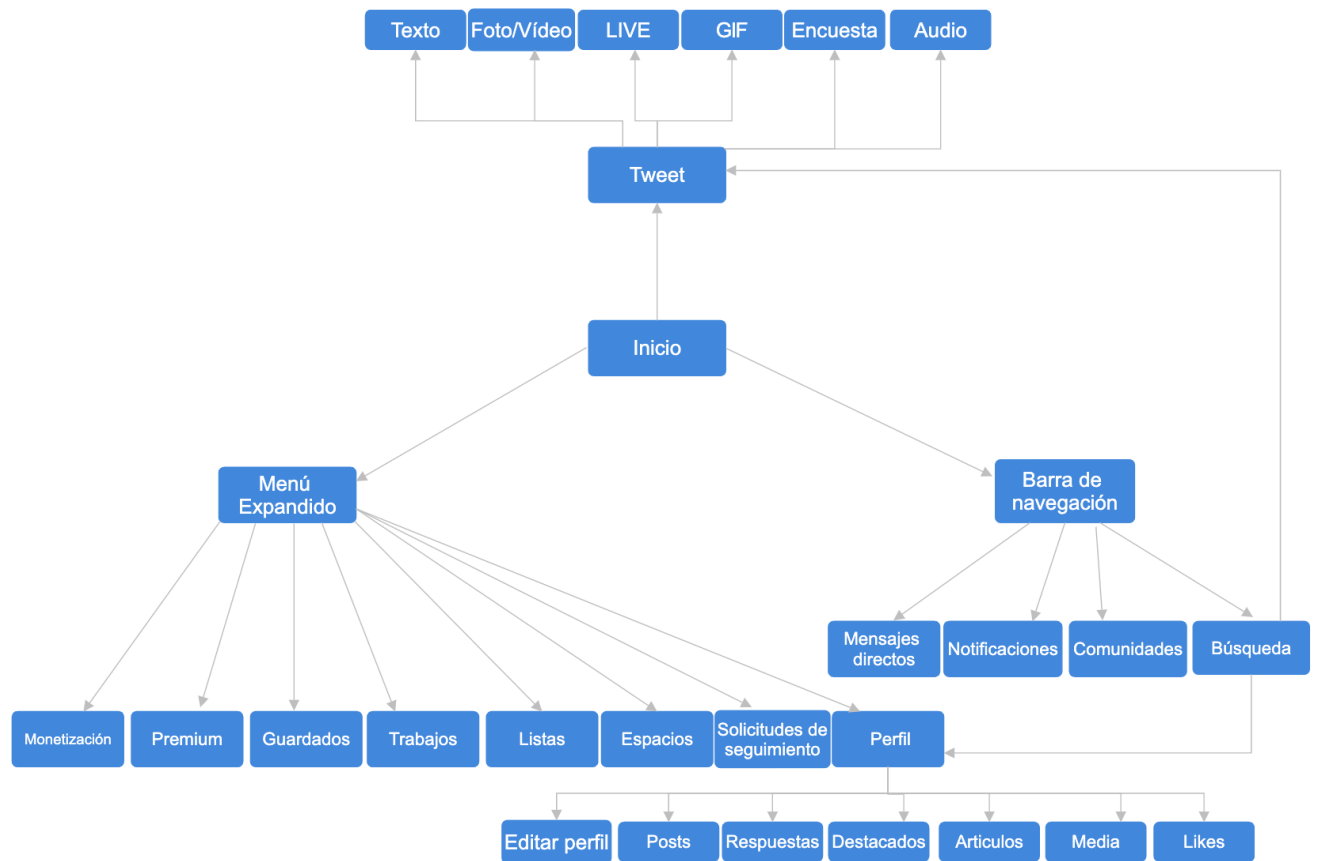 Texto
Foto/Vídeo
LIVE
GIF
Encuesta
Audio
Tweet
Inicio
Menú
Expandido
Barra de
navegación
Mensajes
directos
Notificaciones
Comunidades
Búsqueda
Monetización
Premium
Guardados
Trabajos
Listas
Espacios
Solicitudes de
seguimiento
Perfil
Editar perfil
Posts
Respuestas
Destacados
Articulos
Media
Likes